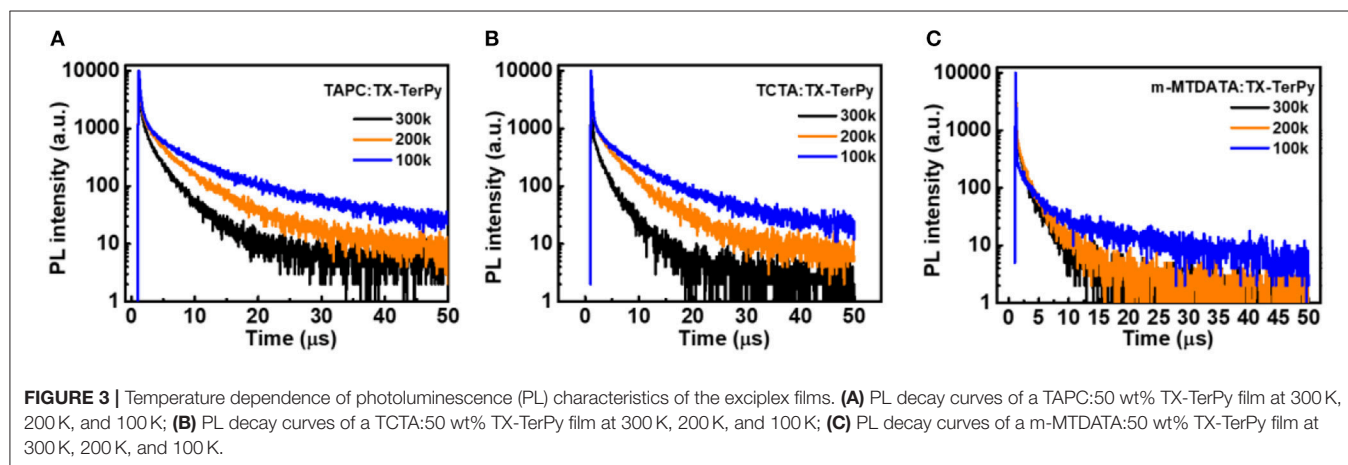 A
10000
1000
100
10
1
PL intensity (a.u.)
TAPC:TX-TerPy
300k
200k
100k
0 10 20 30 40 50
Time (μs)
B
10000
1000
100
10
1
PL intensity (a.u.)
TCTA:TX-TerPy
300k
200k
100k
0 10 20 30 40 50
Time (μs)
C
10000
1000
100
10
1
PL intensity (a.u.)
m-MTDATA:TX-TerPy
300k
200k
100k
0 5 10 15 20 25 30 35 40 45 50
Time (μs)
FIGURE 3 | Temperature dependence of photoluminescence (PL) characteristics of the exciplex films. (A) PL decay curves of a TAPC:50 wt% TX-TerPy film at 300 K,
200 K, and 100 K; (B) PL decay curves of a TCTA:50 wt% TX-TerPy film at 300 K, 200 K, and 100 K; (C) PL decay curves of a m-MTDATA:50 wt% TX-TerPy film at
300 K, 200 K, and 100 K.